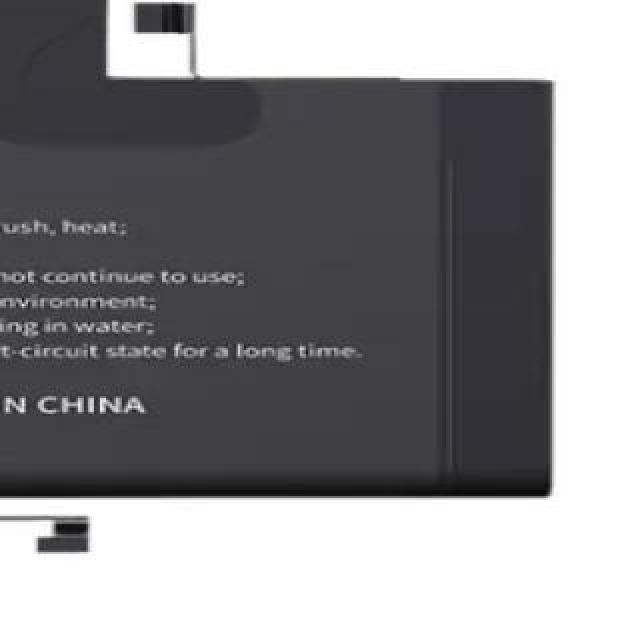 rush, heat;
not continue to use;
nvironment;
ing in water;
t-circuit state for a long time.
N CHINA